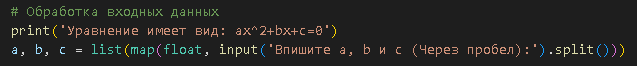 # Обработка входных данных
print('Уравнение имеет вид: ax^2+bx+c=0')
a, b, c = list(map(float, input('Впишите a, b и c (Через пробел):').split()))